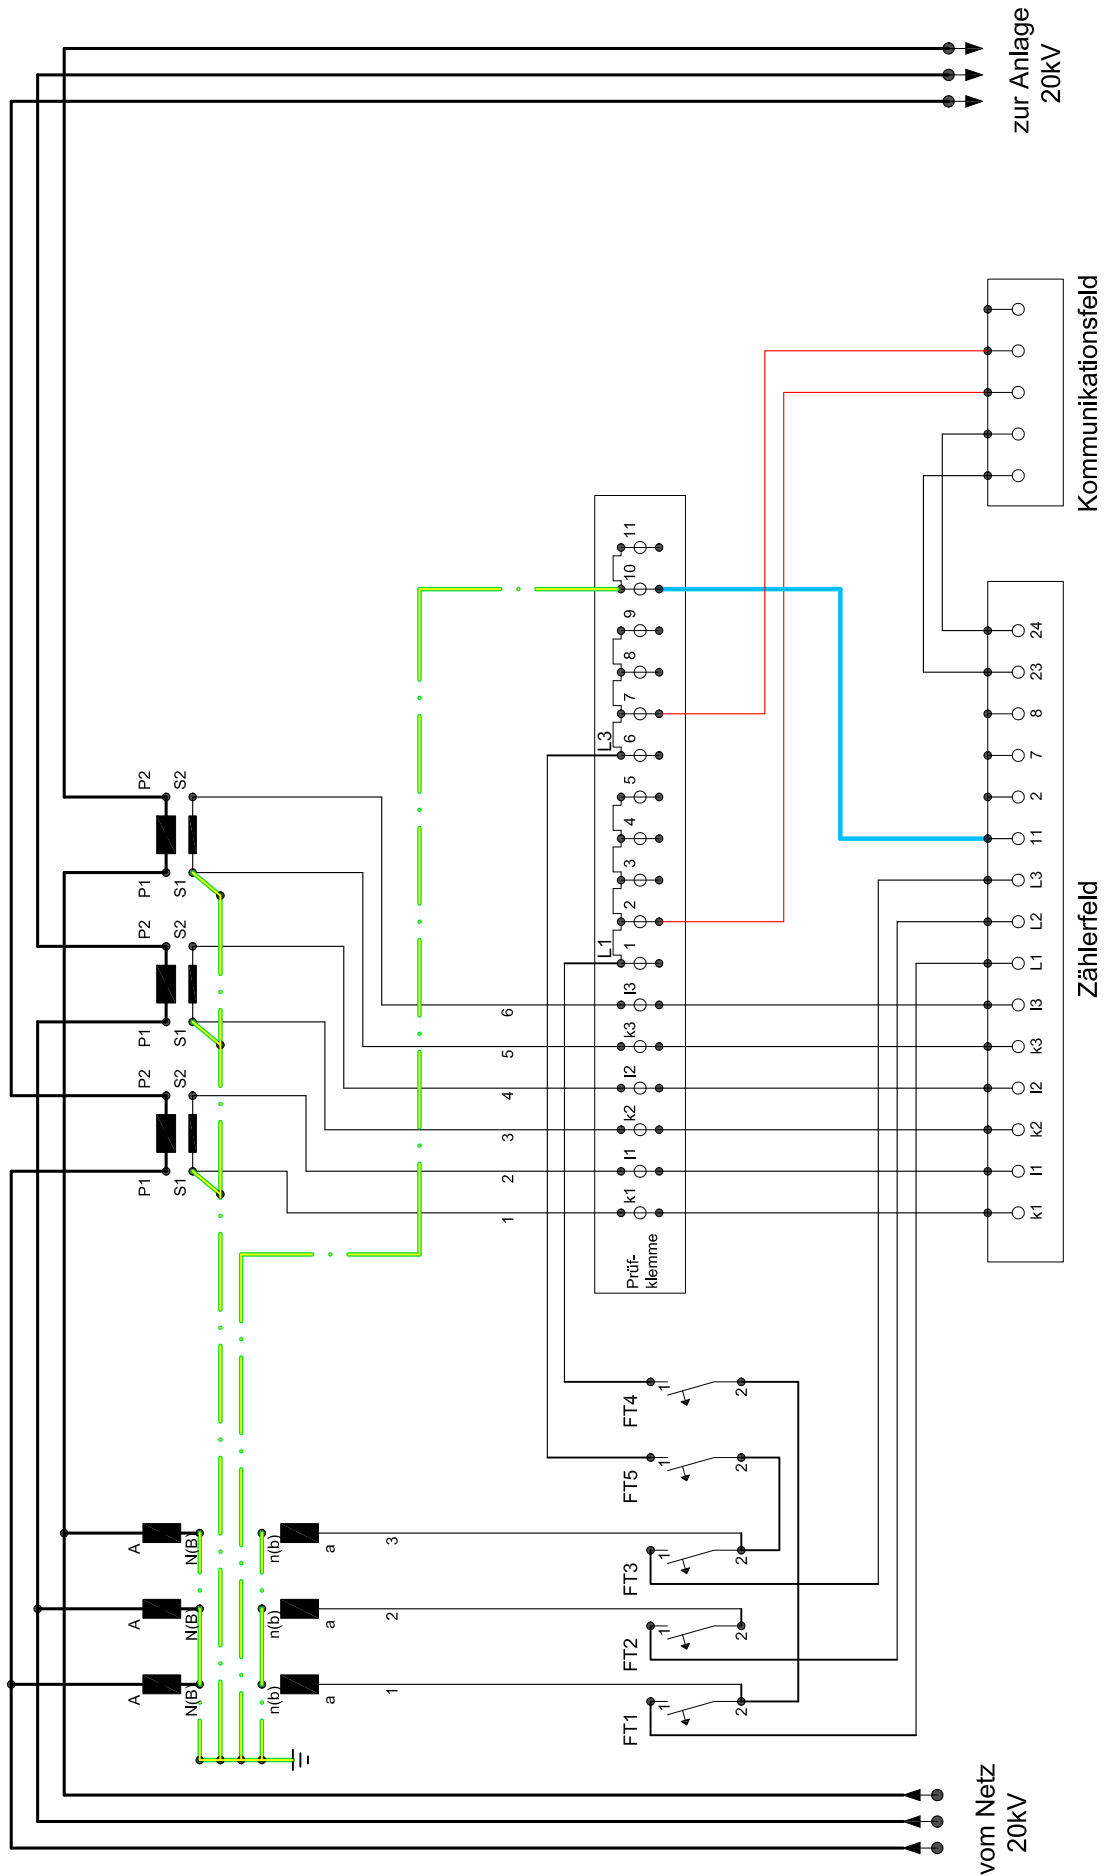 zur Anlage
20kV
vom Netz
20kV
A
N(B)
n(b)
a
1
A
N(B)
n(b)
a
2
A
N(B)
n(b)
a
3
P1
P2
S1
S2
P1
P2
S1
S2
P1
P2
S1
S2
1
2
3
4
5
6
FT1
1
2
FT2
1
2
FT3
1
2
FT5
1
2
FT4
1
2
Prüf-
klemme
k1 l1 k2 l2 k3 l3 1 2 3 4 5 6 7 8 9 10 11
L1
L3
k1 l1 k2 l2 k3 l3 L1 L2 L3 11 2 7 8 23 24
Zählerfeld
Kommunikationsfeld